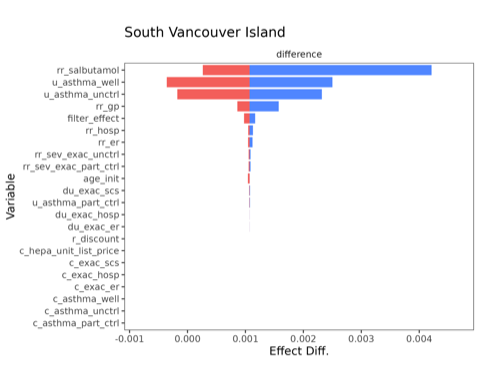 South Vancouver Island
difference
Variable
rr_salbutamol
u_asthma_well
u_asthma_unctrl
rr_gp
filter_effect
rr_hosp
rr_er
rr_sev_exac_unctrl
rr_sev_exac_part_ctrl
age_init
du_exac_scs
u_asthma_part_ctrl
du_exac_hosp
du_exac_er
r_discount
c_hepa_unit_list_price
c_exac_scs
c_exac_hosp
c_exac_er
c_asthma_well
c_asthma_unctrl
c_asthma_part_ctrl
-0.001 0.000 0.001 0.002 0.003 0.004
Effect Diff.